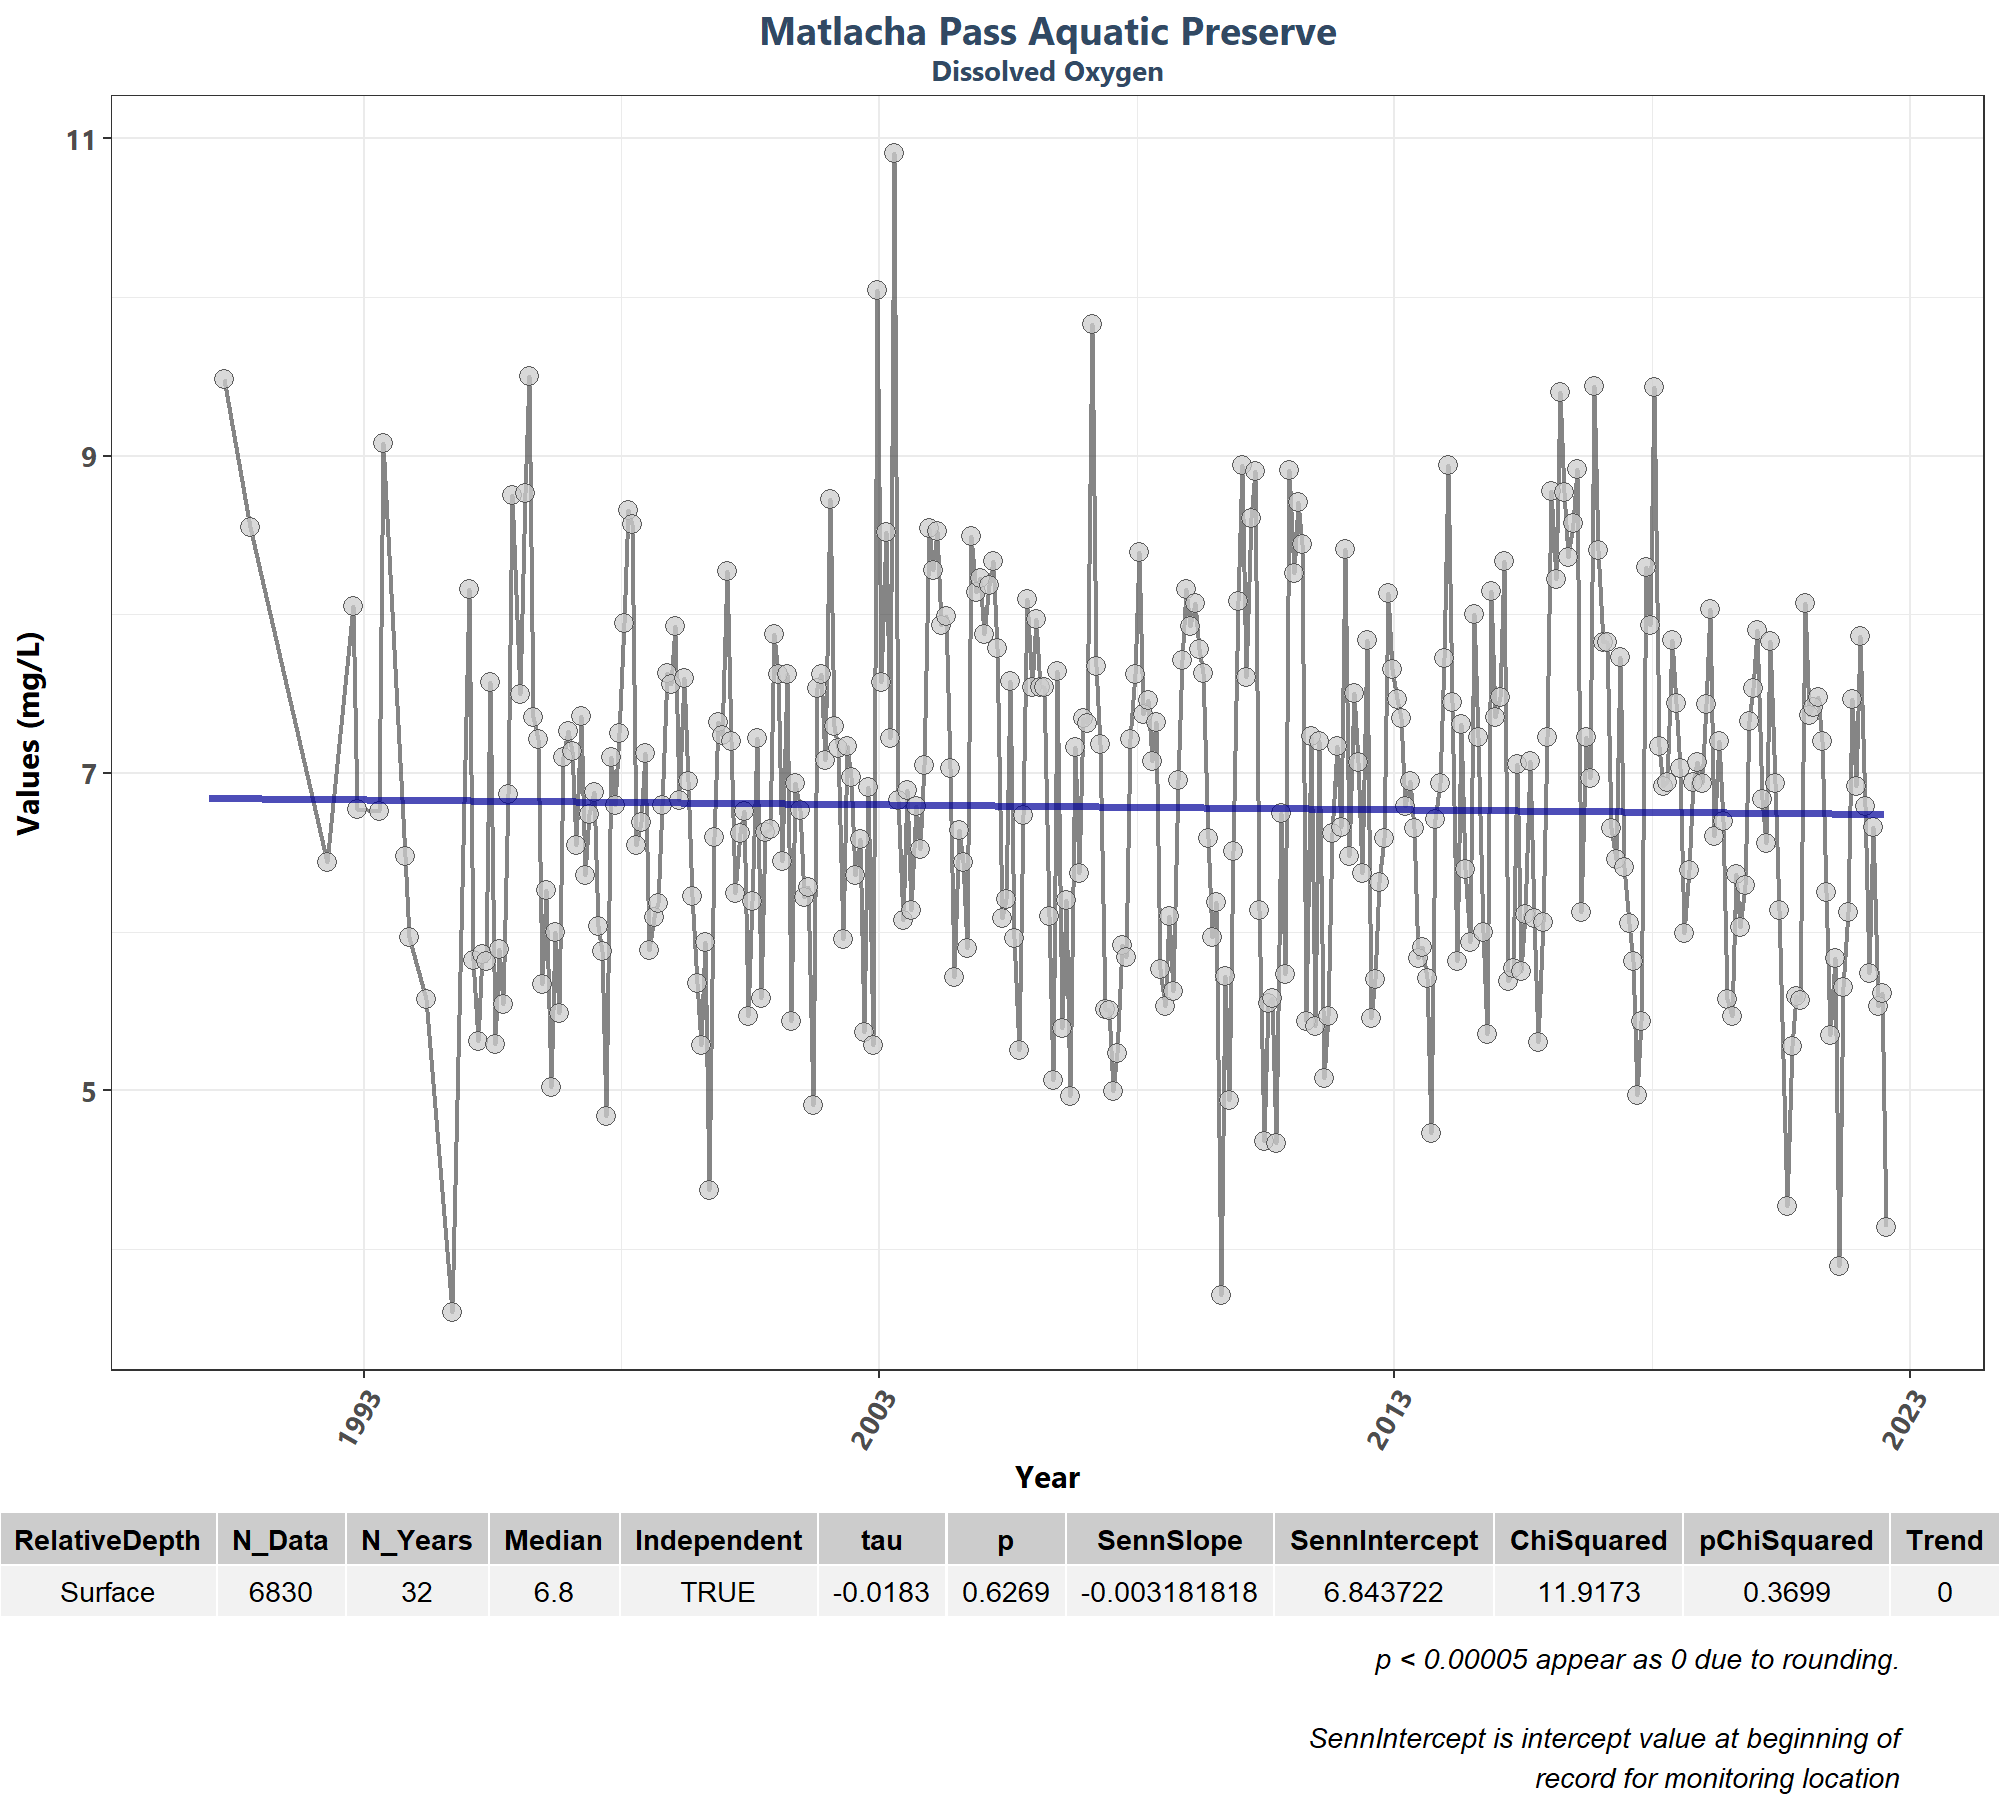 Matlacha Pass Aquatic Preserve
Dissolved Oxygen
11
9
7
5
Values (mg/L)
1993
2003
2013
2023
Year
RelativeDepth N_Data N_Years Median Independent tau p SennSlope SennIntercept ChiSquared pChiSquared Trend
Surface 6830 32 6.8 TRUE -0.0183 0.6269 -0.003181818 6.843722 11.9173 0.3699 0
p < 0.00005 appear as 0 due to rounding.
SennIntercept is intercept value at beginning of
record for monitoring location